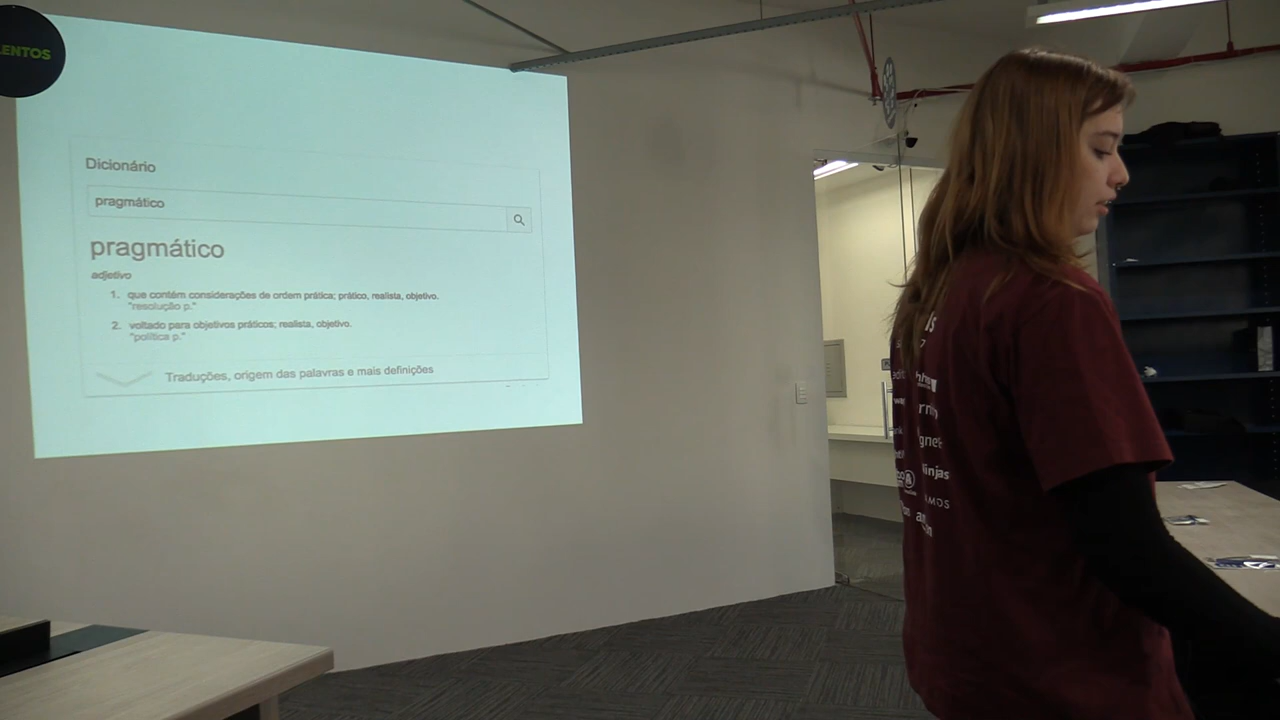 LENTOS
Dicionário
pragmático
pragmático
adjetivo
1. que contém considerações de ordem prática; prático, realista, objetivo.
"resolução p."
2. voltado para objetivos práticos; realista, objetivo.
"política p."
Traduções, origem das palavras e mais definições